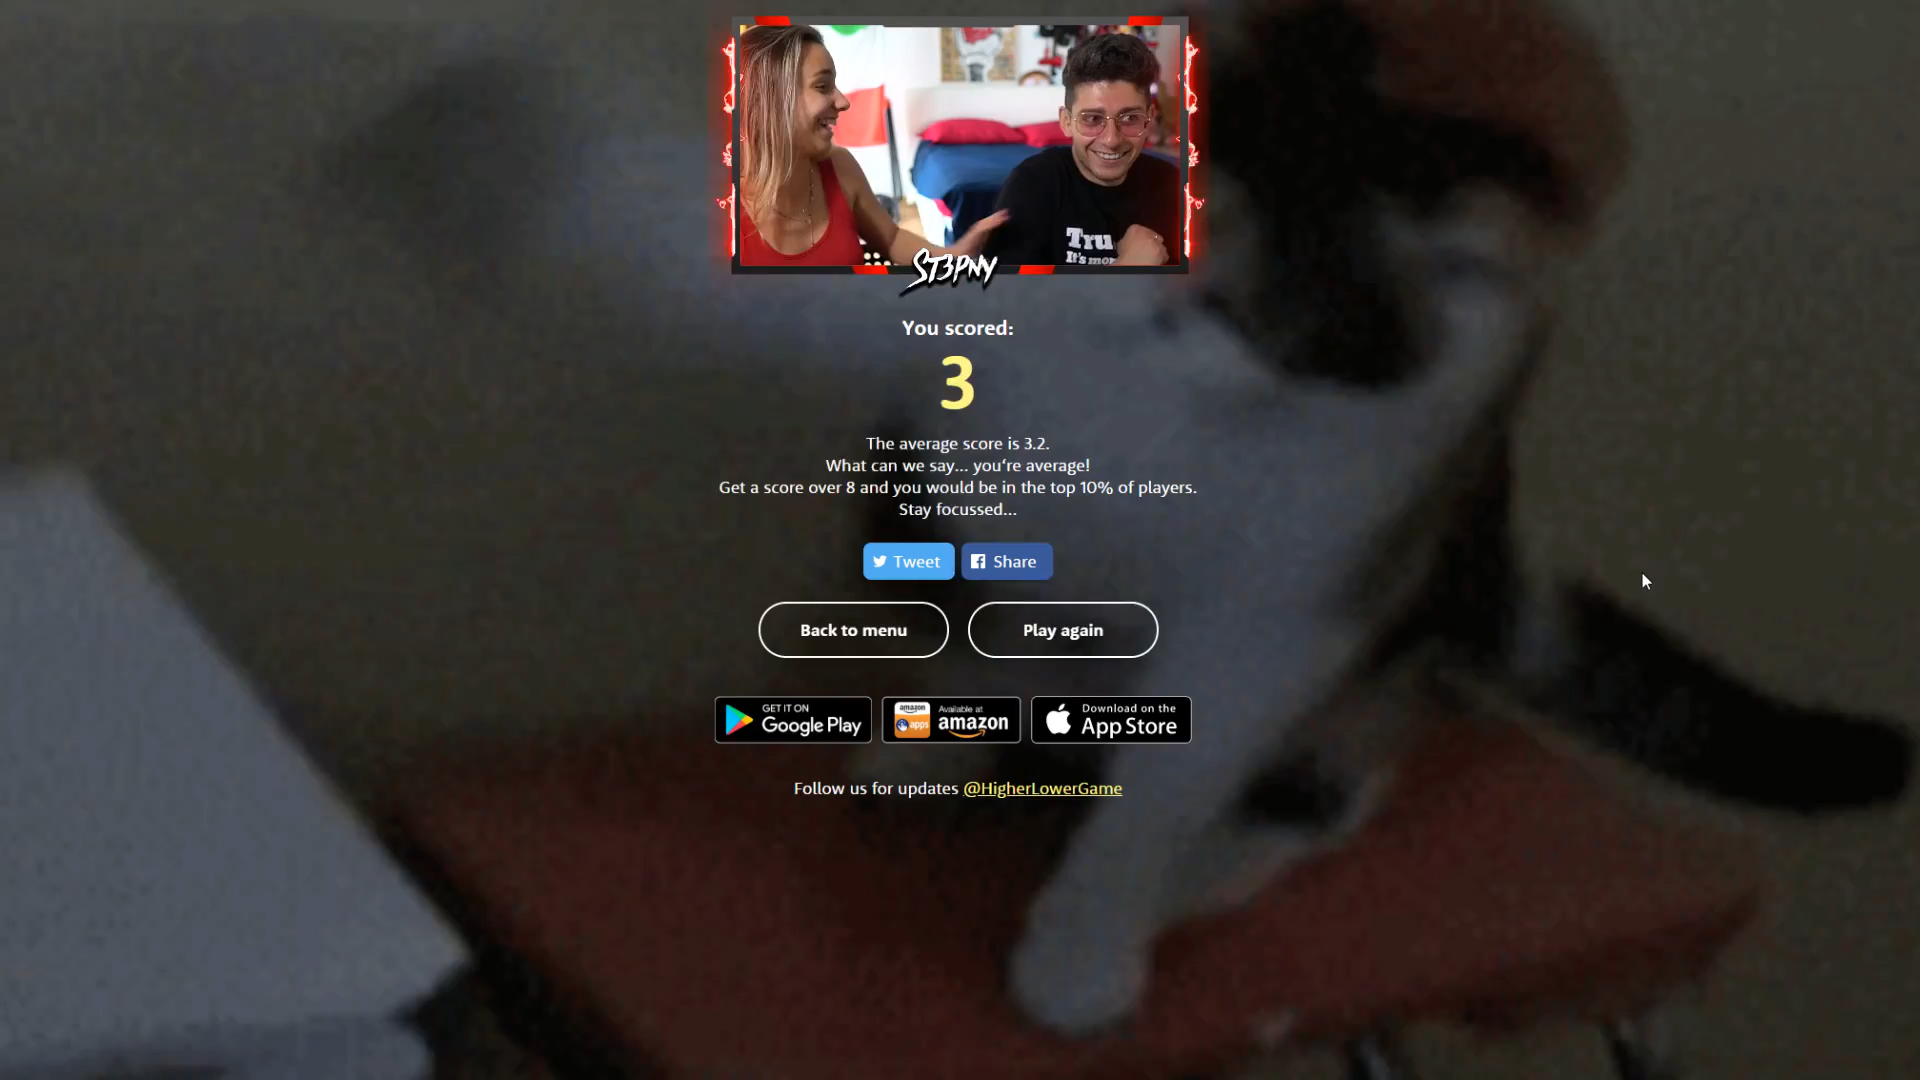 Tru
It's mor
ST3PNY
You scored:
3
The average score is 3.2.
What can we say... you're average!
Get a score over 8 and you would be in the top 10% of players.
Stay focussed...
Tweet Share
Back to menu Play again
GET IT ON
Google Play
amazon
apps
Available at
amazon
Download on the
App Store
Follow us for updates @HigherLowerGame